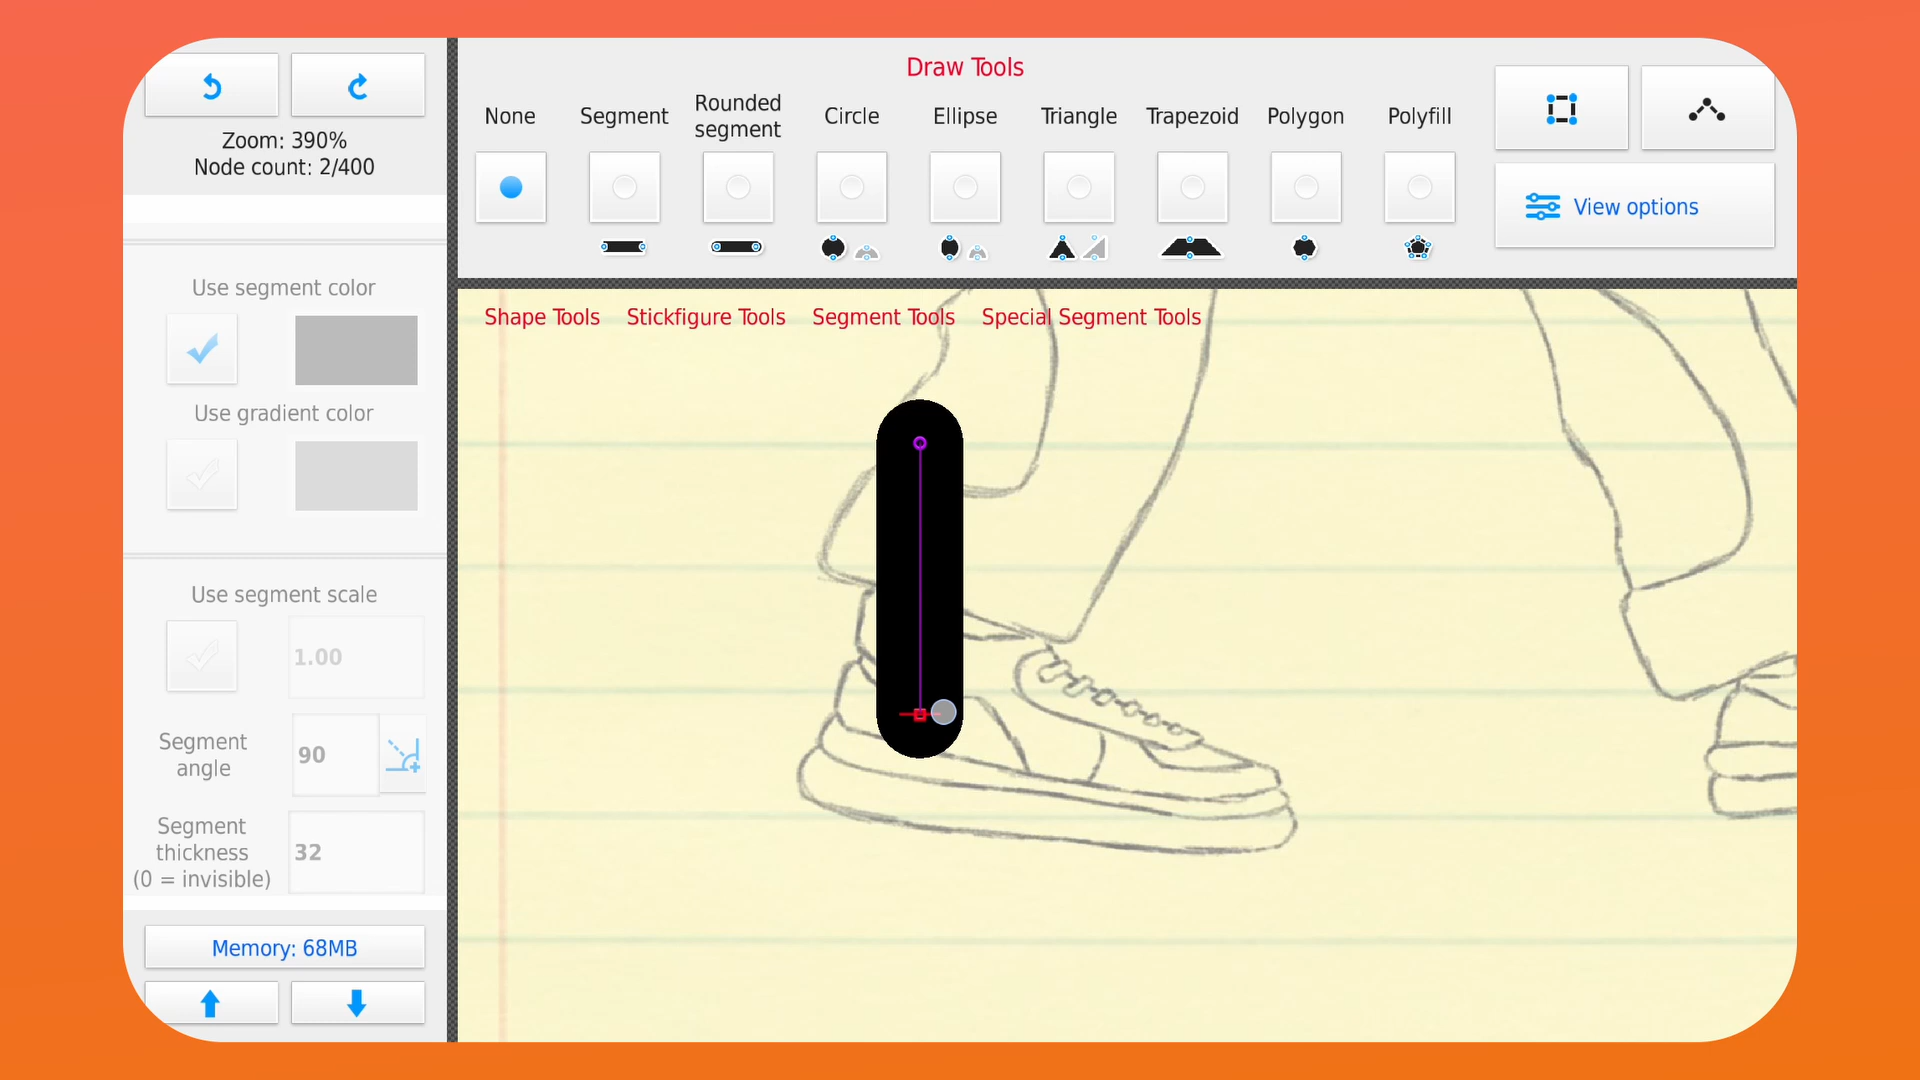 Zoom: 390%
Node count: 2/400
Use segment color
Use gradient color
Use segment scale
1.00
Segment
angle
90
Segment
thickness
(0 = invisible)
32
Memory: 68MB
Draw Tools
None
Segment
Rounded
segment
Circle
Ellipse
Triangle
Trapezoid
Polygon
Polyfill
View options
Shape Tools
Stickfigure Tools
Segment Tools
Special Segment Tools